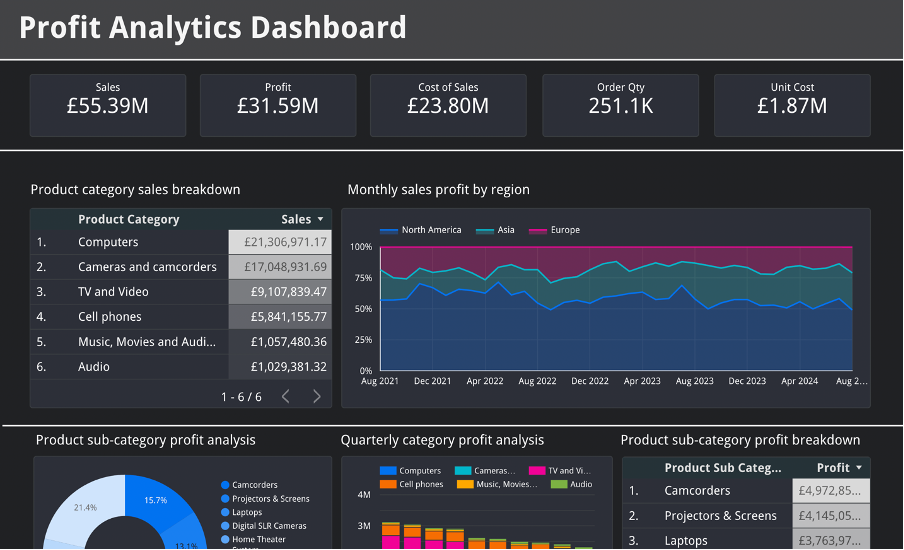 Profit Analytics Dashboard
Sales
£55.39M
Profit
£31.59M
Cost of Sales
£23.80M
Order Qty
251.1K
Unit Cost
£1.87M
Product category sales breakdown
Product Category Sales
1. Computers £21,306,971.17
2. Cameras and camcorders £17,048,931.69
3. TV and Video £9,107,839.47
4. Cell phones £5,841,155.77
5. Music, Movies and Audi... £1,057,480.36
6. Audio £1,029,381.32
1 - 6 / 6
Monthly sales profit by region
North America Asia Europe
100%
75%
50%
25%
0%
Aug 2021 Dec 2021 Apr 2022 Aug 2022 Dec 2022 Apr 2023 Aug 2023 Dec 2023 Apr 2024 Aug 2...
Product sub-category profit analysis
15.7%
21.4%
13.1%
Camcorders
Projectors & Screens
Laptops
Digital SLR Cameras
Home Theater
Quarterly category profit analysis
Computers Cameras... TV and Vi...
Cell phones Music, Movies... Audio
4M
3M
Product sub-category profit breakdown
Product Sub Categ... Profit
1. Camcorders £4,972,85...
2. Projectors & Screens £4,145,05...
3. Laptops £3,763,97...